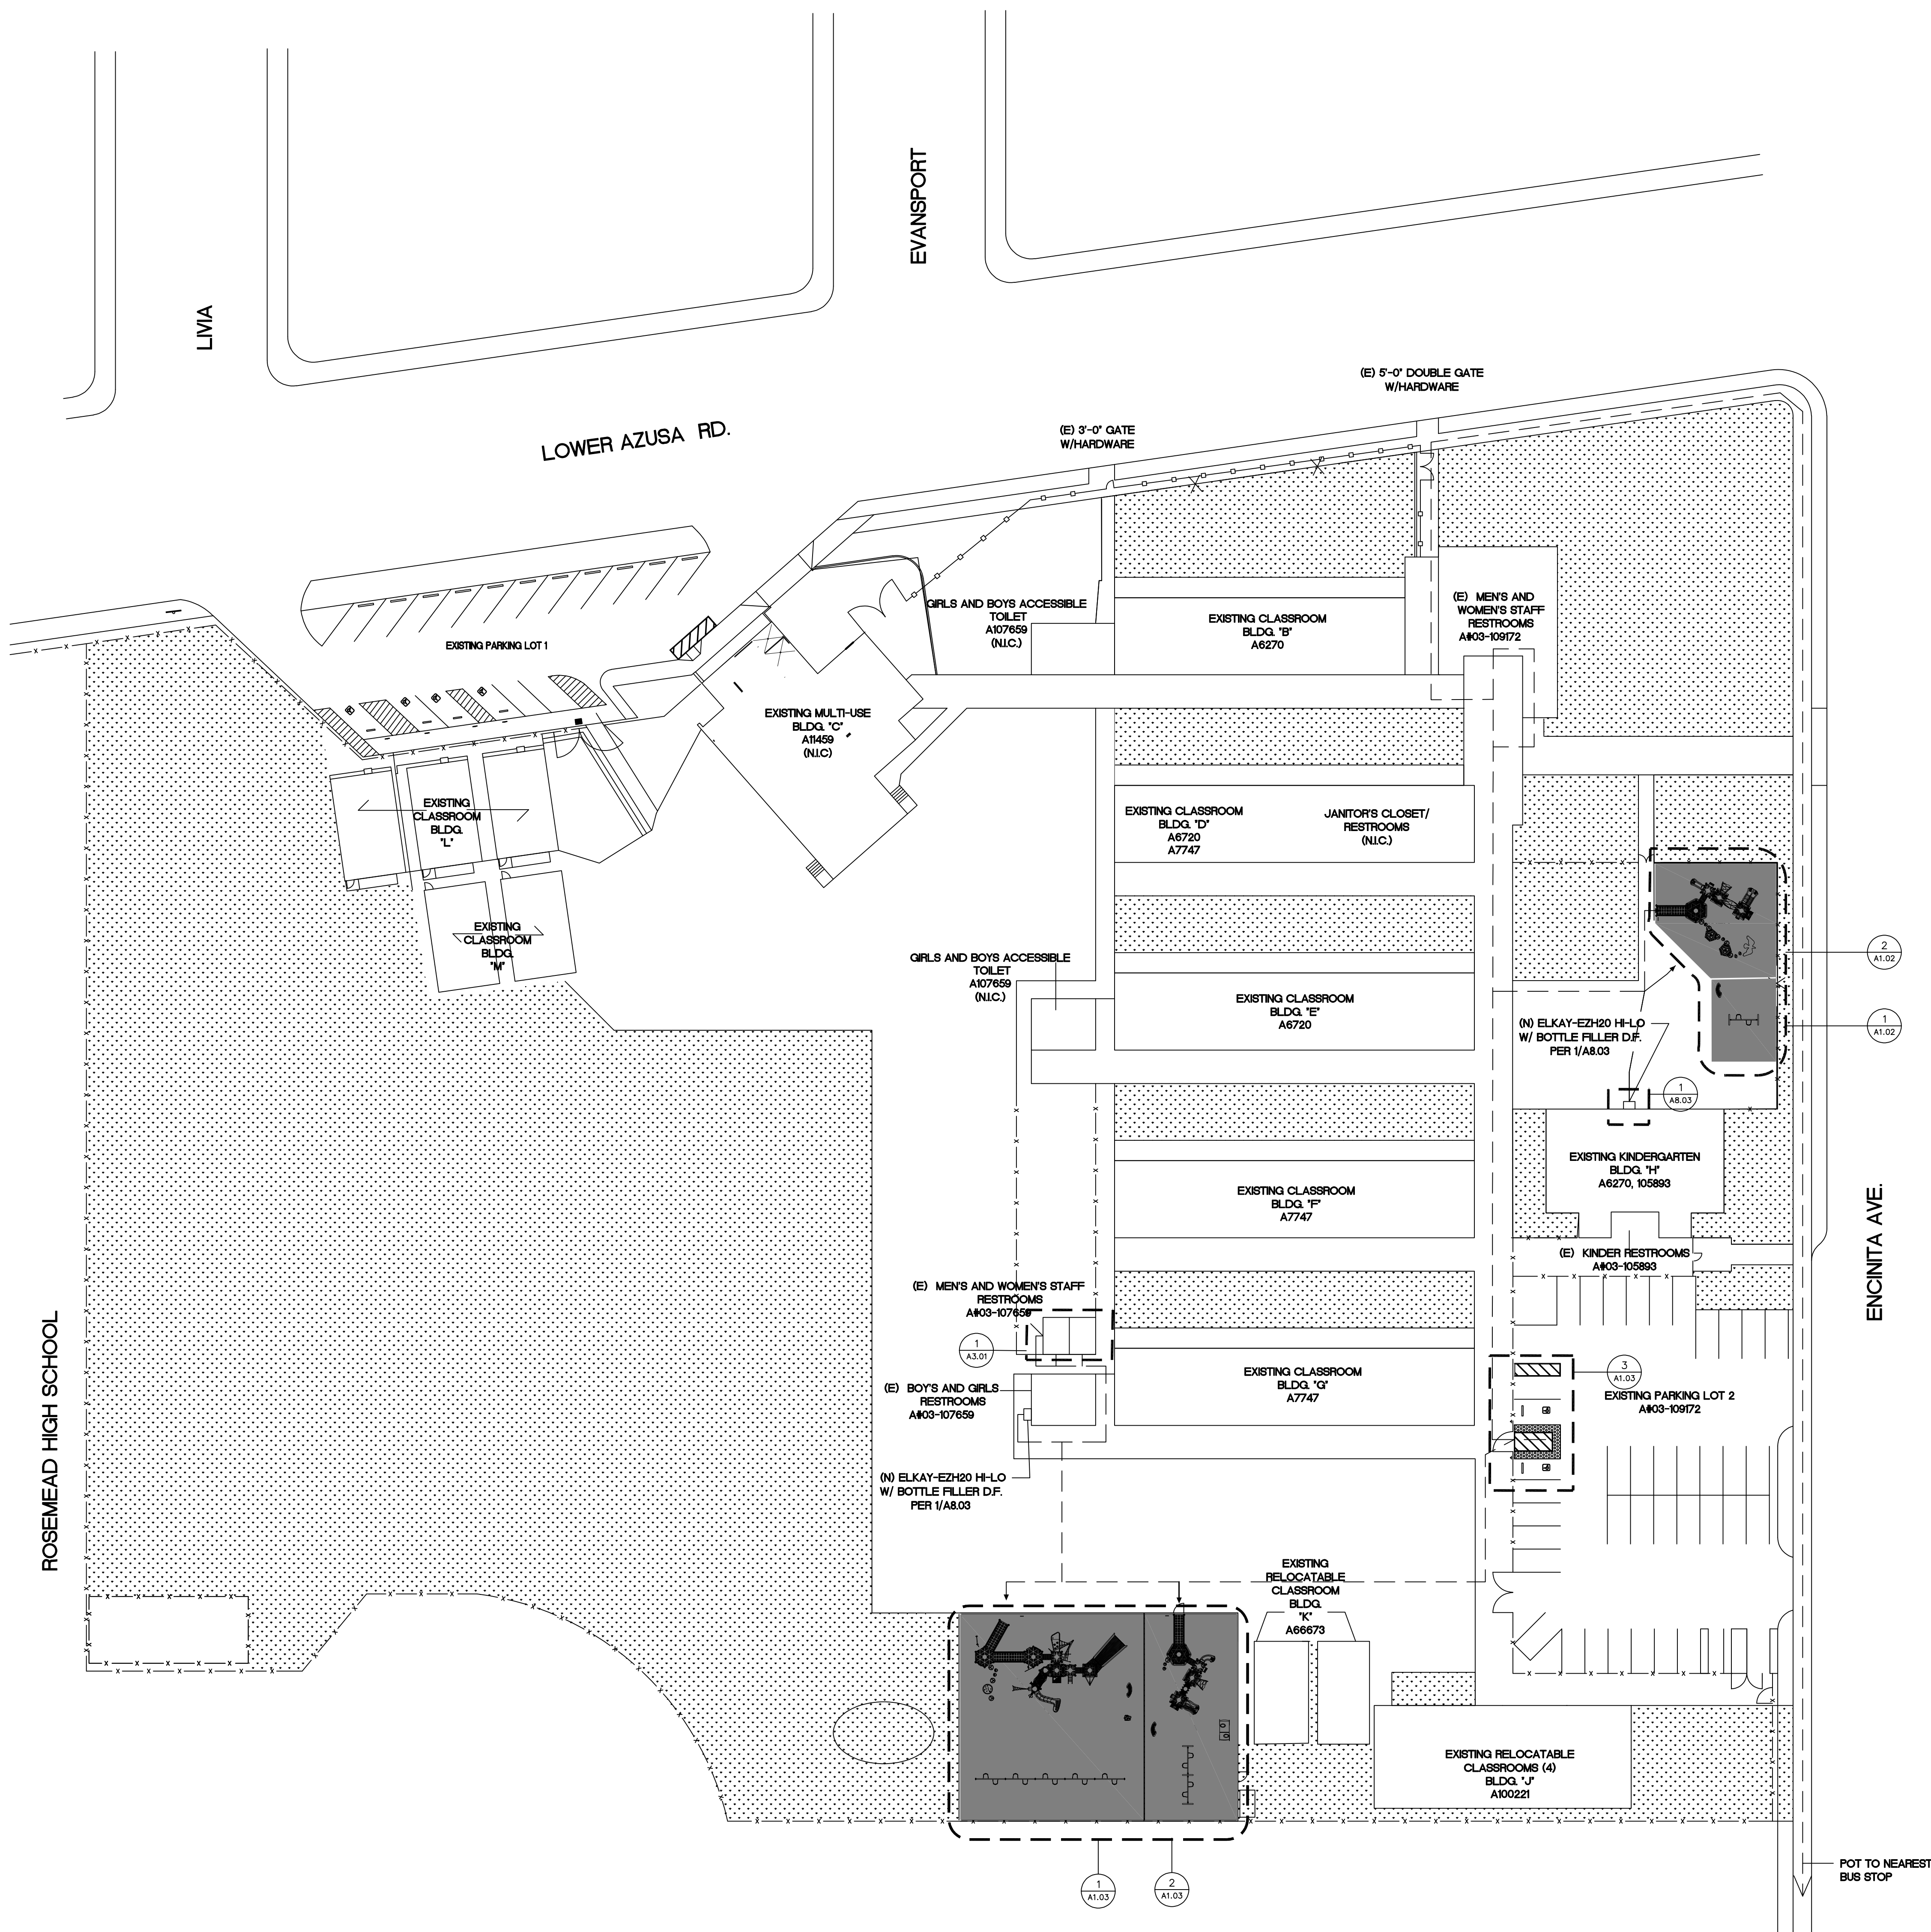 LIVIA
EVANSPORT
LOWER AZUSA RD.
(E) 5'-0" DOUBLE GATE
W/HARDWARE
(E) 3'-0" GATE
W/HARDWARE
EXISTING PARKING LOT 1
GIRLS AND BOYS ACCESSIBLE
TOILET
A107659
(N.I.C.)
EXISTING CLASSROOM
BLDG. "B"
A6270
(E) MEN'S AND
WOMEN'S STAFF
RESTROOMS
A#03-109172
EXISTING MULTI-USE
BLDG. "C"
A11459
(N.I.C)
EXISTING
CLASSROOM
BLDG.
"L"
EXISTING CLASSROOM
BLDG. "D"
A6720
A7747
JANITOR'S CLOSET/
RESTROOMS
(N.I.C.)
EXISTING
CLASSROOM
BLDG.
"M"
GIRLS AND BOYS ACCESSIBLE
TOILET
A107659
(N.I.C.)
EXISTING CLASSROOM
BLDG. "E"
A6720
2
A1.02
1
A1.02
(N) ELKAY-EZH20 HI-LO
W/ BOTTLE FILLER D.F.
PER 1/A8.03
1
A8.03
EXISTING KINDERGARTEN
BLDG. "H"
A6270, 105893
EXISTING CLASSROOM
BLDG. "F"
A7747
(E) KINDER RESTROOMS
A#03-105893
ENCINITA AVE.
(E) MEN'S AND WOMEN'S STAFF
RESTROOMS
A#03-107659
1
A3.01
EXISTING CLASSROOM
BLDG. "G"
A7747
3
A1.03
EXISTING PARKING LOT 2
A#03-109172
(E) BOY'S AND GIRLS
RESTROOMS
A#03-107659
ROSEMEAD HIGH SCHOOL
(N) ELKAY-EZH20 HI-LO
W/ BOTTLE FILLER D.F.
PER 1/A8.03
EXISTING
RELOCATABLE
CLASSROOM
BLDG.
"K"
A66673
EXISTING RELOCATABLE
CLASSROOMS (4)
BLDG. "J"
A100221
1
A1.03
2
A1.03
POT TO NEAREST
BUS STOP